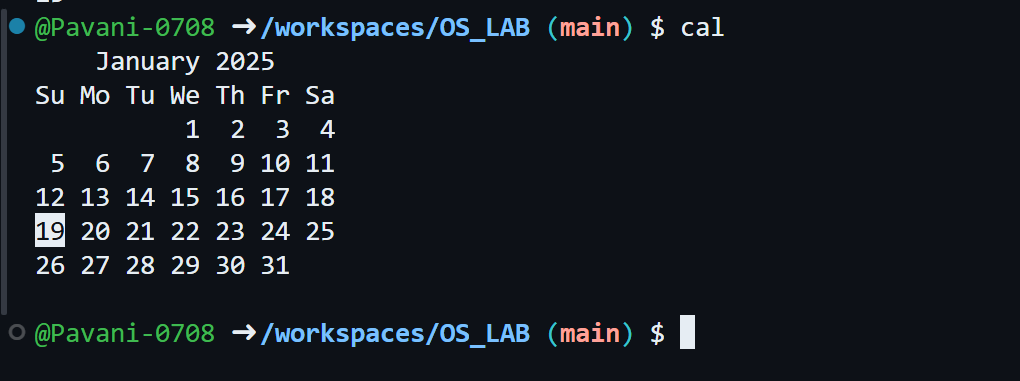 @Pavani-0708 ➜/workspaces/OS_LAB (main) $ cal
    January 2025
Su Mo Tu We Th Fr Sa
          1  2  3  4
 5  6  7  8  9 10 11
12 13 14 15 16 17 18
19 20 21 22 23 24 25
26 27 28 29 30 31
@Pavani-0708 ➜/workspaces/OS_LAB (main) $